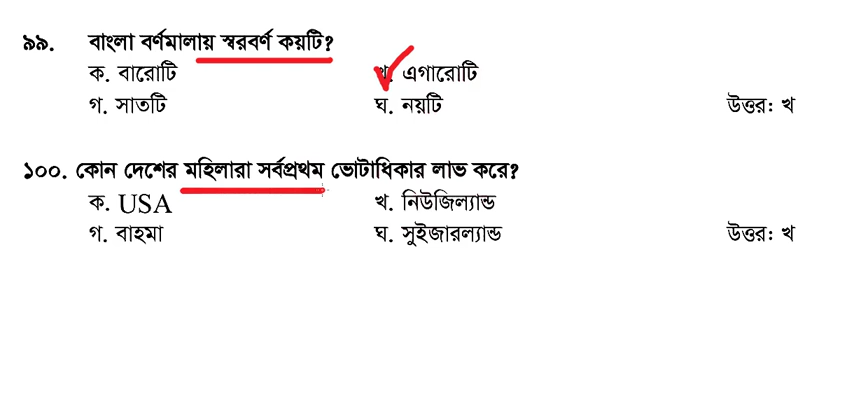 ৯৯. বাংলা বর্ণমালায় স্বরবর্ণ কয়টি?
ক. বারোটি খ. এগারোটি
গ. সাতটি ঘ. নয়টি উত্তর: খ
১০০. কোন দেশের মহিলারা সর্বপ্রথম ভোটাধিকার লাভ করে?
ক. USA খ. নিউজিল্যান্ড
গ. বাহমা ঘ. সুইজারল্যান্ড উত্তর: খ